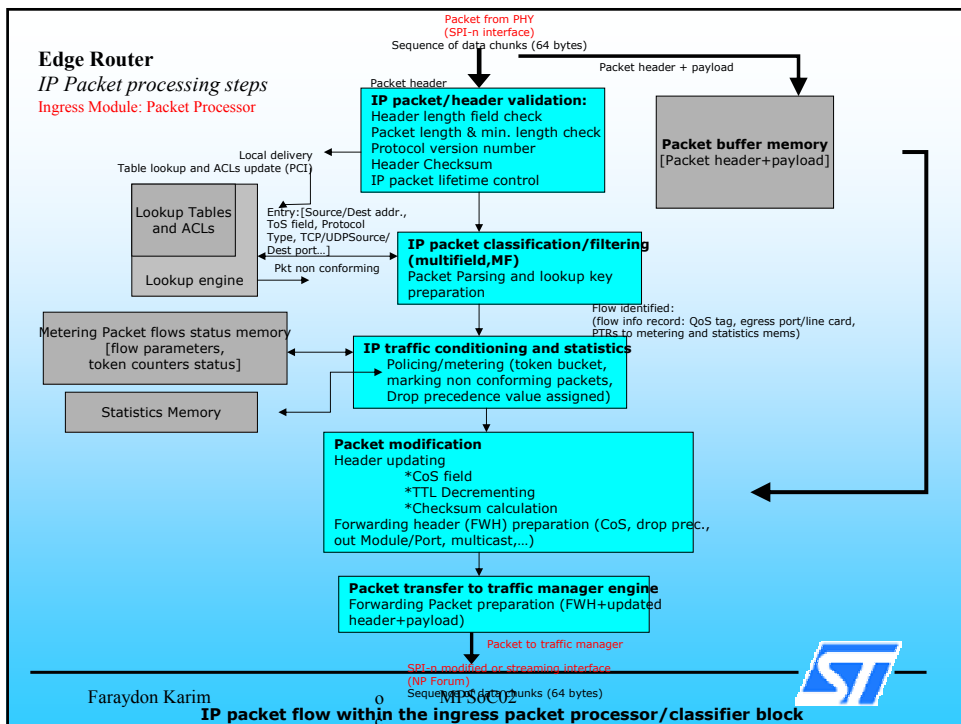 Packet from PHY
(SPI-n interface)
Sequence of data chunks (64 bytes)
Edge Router
IP Packet processing steps
Ingress Module: Packet Processor
Packet header + payload
Packet header
IP packet/header validation:
Header length field check
Packet length & min. length check
Protocol version number
Header Checksum
IP packet lifetime control
Packet buffer memory
[Packet header+payload]
Local delivery
Table lookup and ACLs update (PCI)
Lookup Tables
and ACLs
Lookup engine
Entry:[Source/Dest addr.,
ToS field, Protocol
Type, TCP/UDPSource/
Dest port…]
Pkt non conforming
IP packet classification/filtering
(multifield,MF)
Packet Parsing and lookup key
preparation
Flow identified:
(flow info record: QoS tag, egress port/line card,
PTRs to metering and statistics mems)
Metering Packet flows status memory
[flow parameters,
token counters status]
Statistics Memory
IP traffic conditioning and statistics
Policing/metering (token bucket,
marking non conforming packets,
Drop precedence value assigned)
Packet modification
Header updating
*CoS field
*TTL Decrementing
*Checksum calculation
Forwarding header (FWH) preparation (CoS, drop prec.,
out Module/Port, multicast,…)
Packet transfer to traffic manager engine
Forwarding Packet preparation (FWH+updated
header+payload)
Packet to traffic manager
SPI-n modified or streaming interface
(NP Forum)
Sequence of data chunks (64 bytes)
Faraydon Karim
o
MPSoC02
ST
IP packet flow within the ingress packet processor/classifier block